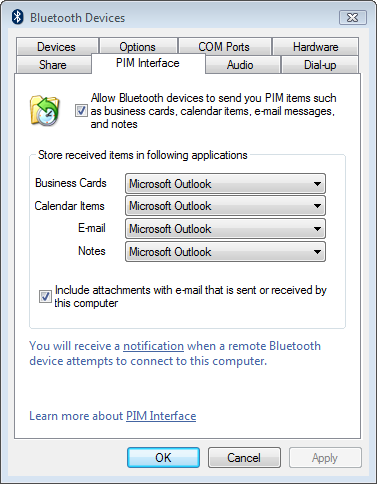 Bluetooth Devices
Devices Options COM Ports Hardware
Share PIM Interface Audio Dial-up
Allow Bluetooth devices to send you PIM items such
as business cards, calendar items, e-mail messages,
and notes
Store received items in following applications
Business Cards Microsoft Outlook
Calendar Items Microsoft Outlook
E-mail Microsoft Outlook
Notes Microsoft Outlook
Include attachments with e-mail that is sent or received by
this computer
You will receive a notification when a remote Bluetooth
device attempts to connect to this computer.
Learn more about PIM Interface
OK Cancel Apply